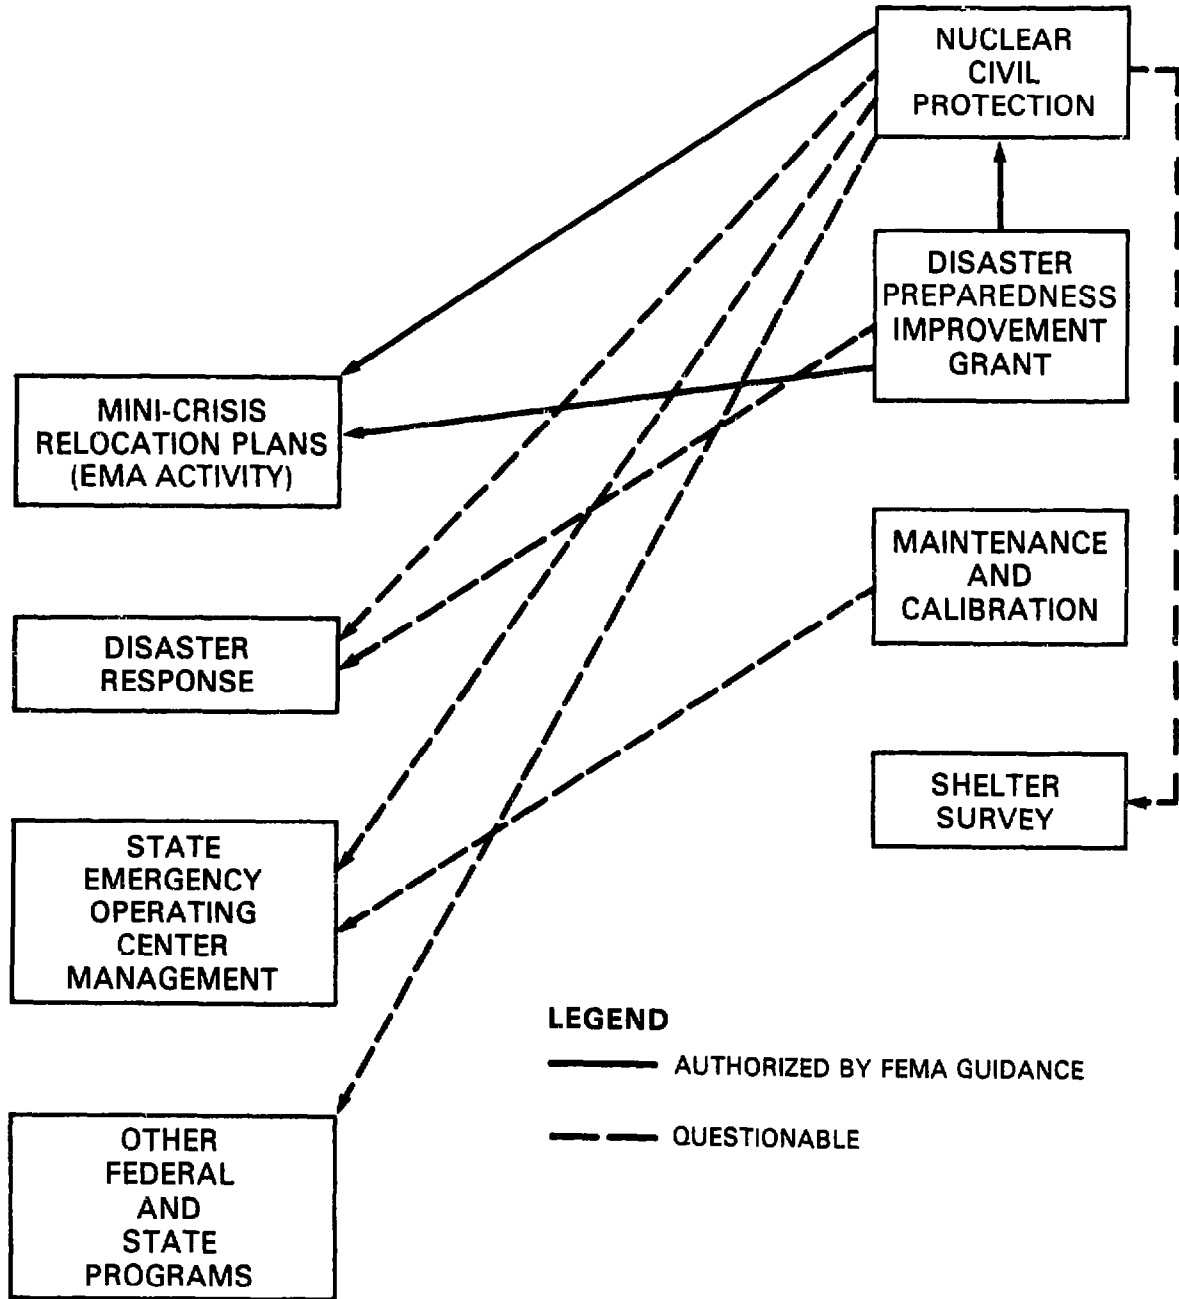 NUCLEAR
CIVIL
PROTECTION
DISASTER
PREPAREDNESS
IMPROVEMENT
GRANT
MINI-CRISIS
RELOCATION PLANS
(EMA ACTIVITY)
MAINTENANCE
AND
CALIBRATION
DISASTER
RESPONSE
SHELTER
SURVEY
STATE
EMERGENCY
OPERATING
CENTER
MANAGEMENT
LEGEND
AUTHORIZED BY FEMA GUIDANCE
QUESTIONABLE
OTHER
FEDERAL
AND
STATE
PROGRAMS